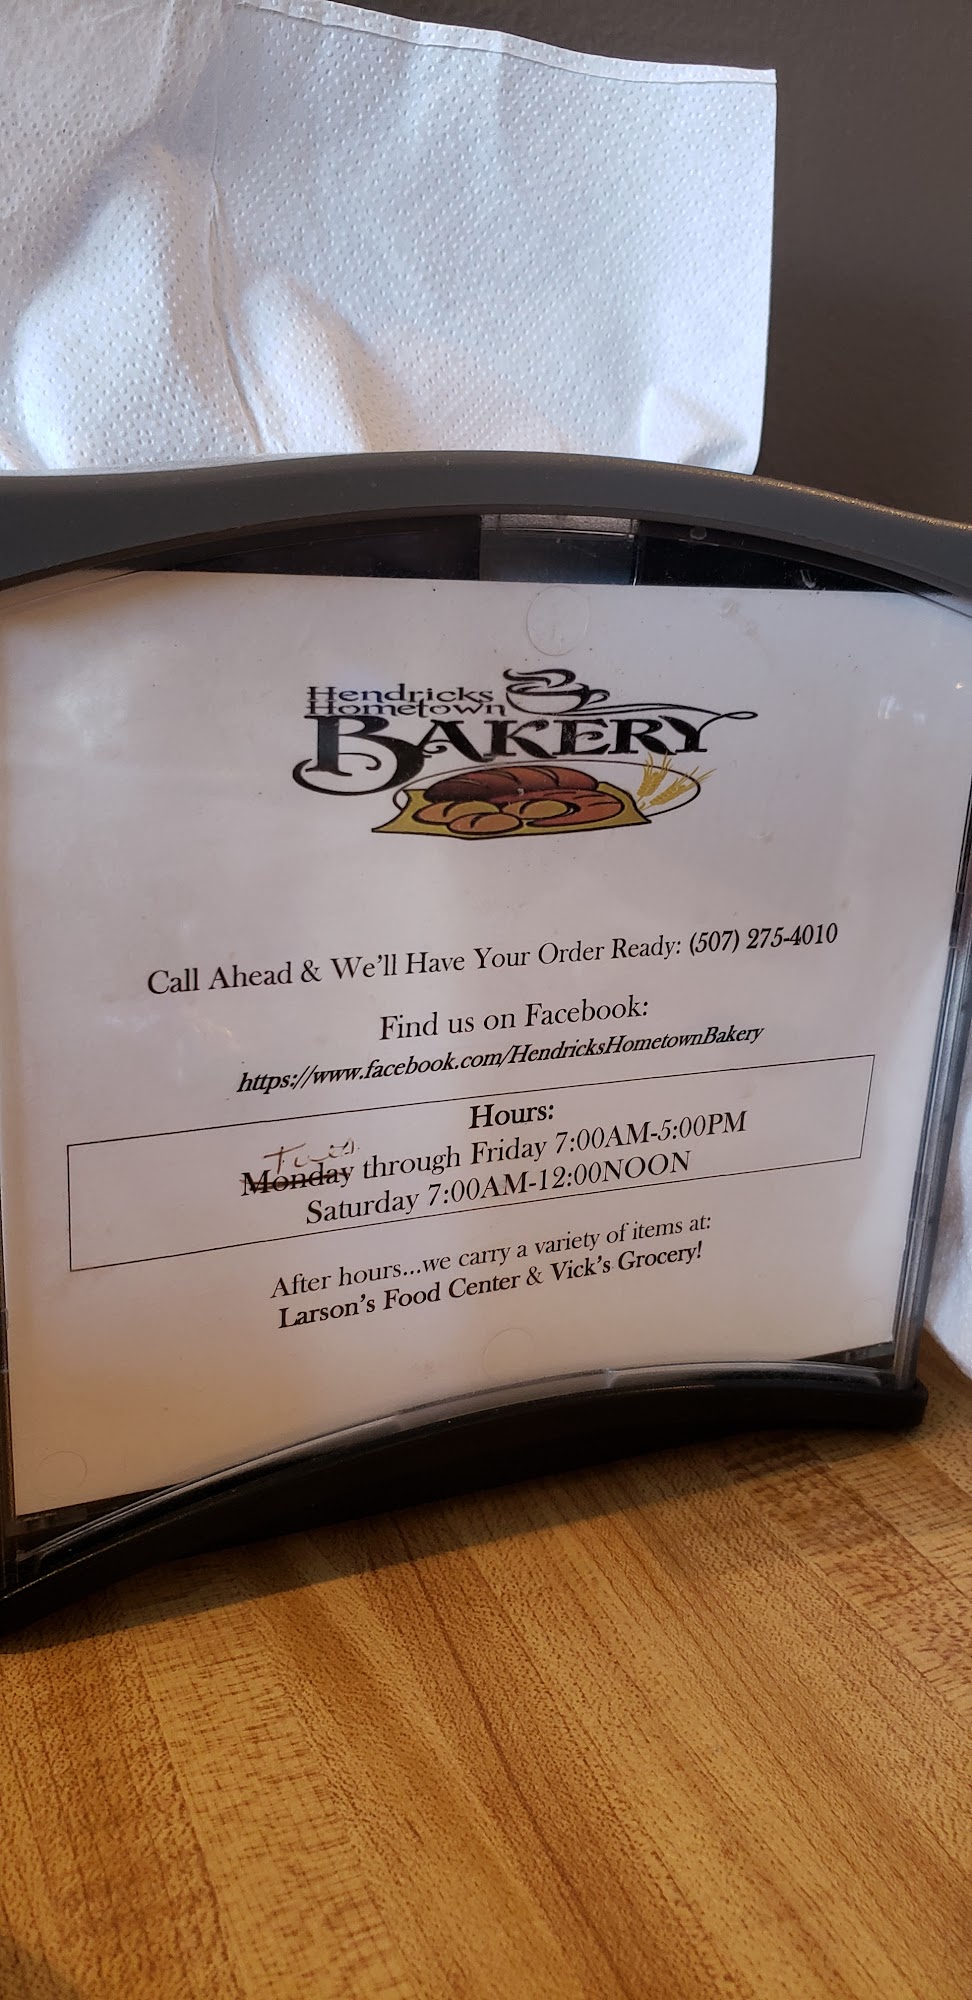 Hendricks
Hometown
BAKERY
Call Ahead & We'll Have Your Order Ready: (507) 275-4010
Find us on Facebook:
https://www.facebook.com/HendricksHometownBakery
Hours:
Tues.
Monday through Friday 7:00AM-5:00PM
Saturday 7:00AM-12:00NOON
After hours...we carry a variety of items at:
Larson's Food Center & Vick's Grocery!